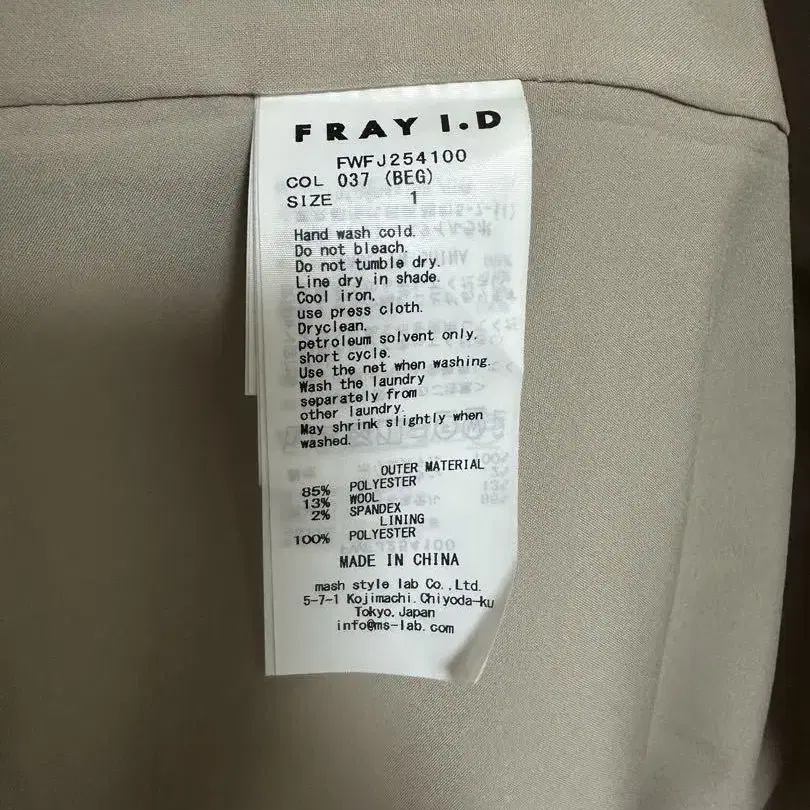 FRAY I.D
FWFJ254100
COL 037 (BEG)
SIZE 1
Hand wash cold.
Do not bleach.
Do not tumble dry.
Line dry in shade.
Cool iron,
use press cloth.
Dryclean,
petroleum solvent only,
short cycle.
Use the net when washing.
Wash the laundry
separately from
other laundry.
May shrink slightly when
washed.
OUTER MATERIAL
85% POLYESTER
13% WOOL
2% SPANDEX
LINING
100% POLYESTER
MADE IN CHINA
mash style lab Co.,Ltd.
5-7-1 Kojimachi,Chiyoda-ku
Tokyo,Japan
info@ms-lab.com